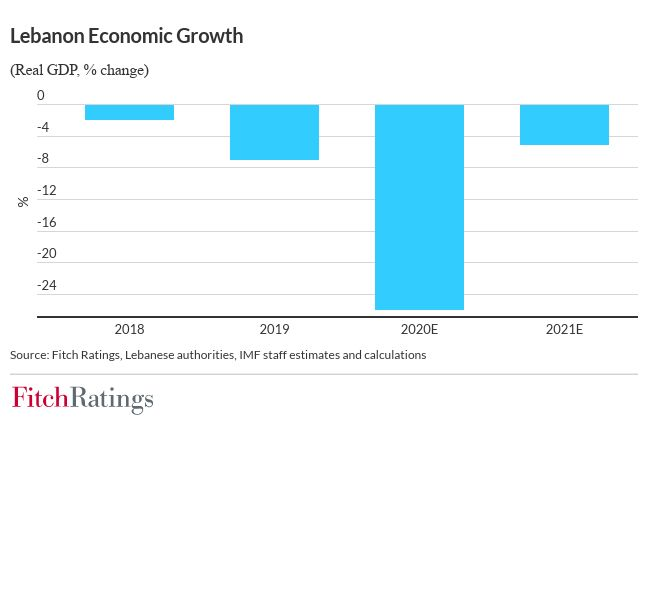 Lebanon Economic Growth
(Real GDP, % change)
0
-4
-8
-12
-16
-20
-24
%
2018 2019 2020E 2021E
Source: Fitch Ratings, Lebanese authorities, IMF staff estimates and calculations
FitchRatings